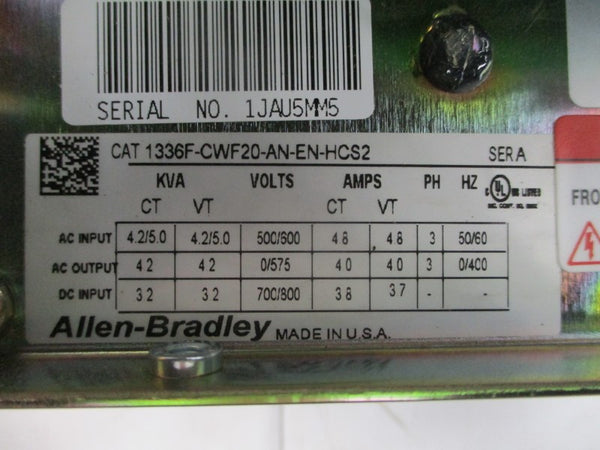 SERIAL NO. 1JAU5MM5
CAT 1336F-CWF20-AN-EN-HCS2 SER A
KVA VOLTS AMPS PH HZ
CT VT CT VT
UL LISTED
AC INPUT 4.2/5.0 4.2/5.0 500/600 4.8 4.8 3 50/60
AC OUTPUT 4.2 4.2 0/575 4.0 4.0 3 0/400
DC INPUT 3.2 3.2 700/800 3.8 3.7 - -
Allen-Bradley MADE IN U.S.A.
FRO